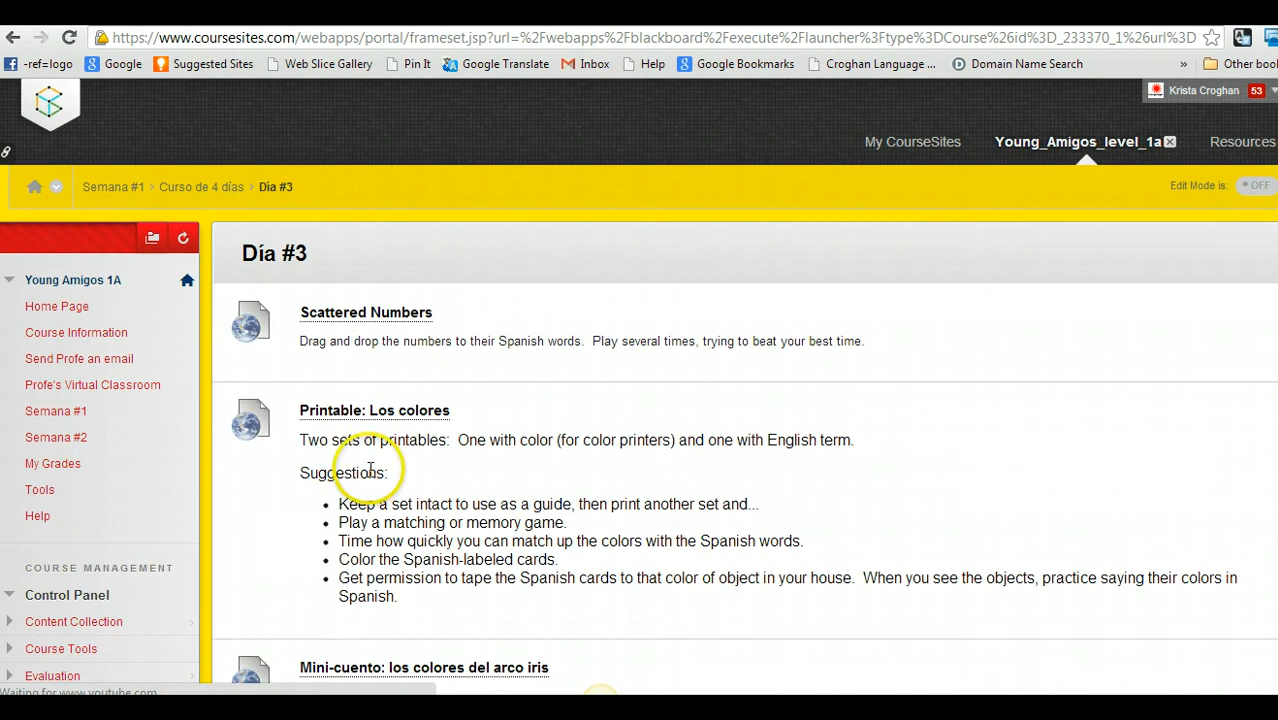 https://www.coursesites.com/webapps/portal/frameset.jsp?url=%2Fwebapps%2Fblackboard%2Fexecute%2Flauncher%3Ftype%3DCourse%26id%3D_233370_1%26url%3D
-ref=logo Google Suggested Sites Web Slice Gallery Pin It Google Translate Inbox Help Google Bookmarks Croghan Language ... Domain Name Search » Other boo
Krista Croghan 53
My CourseSites Young_Amigos_level_1a Resources
Semana #1 > Curso de 4 días > Día #3 Edit Mode is: OFF
Día #3
Young Amigos 1A
Home Page
Course Information
Send Profe an email
Profe's Virtual Classroom
Semana #1
Semana #2
My Grades
Tools
Help
COURSE MANAGEMENT
Control Panel
Content Collection
Course Tools
Evaluation
Scattered Numbers
Drag and drop the numbers to their Spanish words. Play several times, trying to beat your best time.
Printable: Los colores
Two sets of printables: One with color (for color printers) and one with English term.
Suggestions:
• Keep a set intact to use as a guide, then print another set and...
• Play a matching or memory game.
• Time how quickly you can match up the colors with the Spanish words.
• Color the Spanish-labeled cards.
• Get permission to tape the Spanish cards to that color of object in your house. When you see the objects, practice saying their colors in
Spanish.
Mini-cuento: los colores del arco iris
Waiting for www.youtube.com